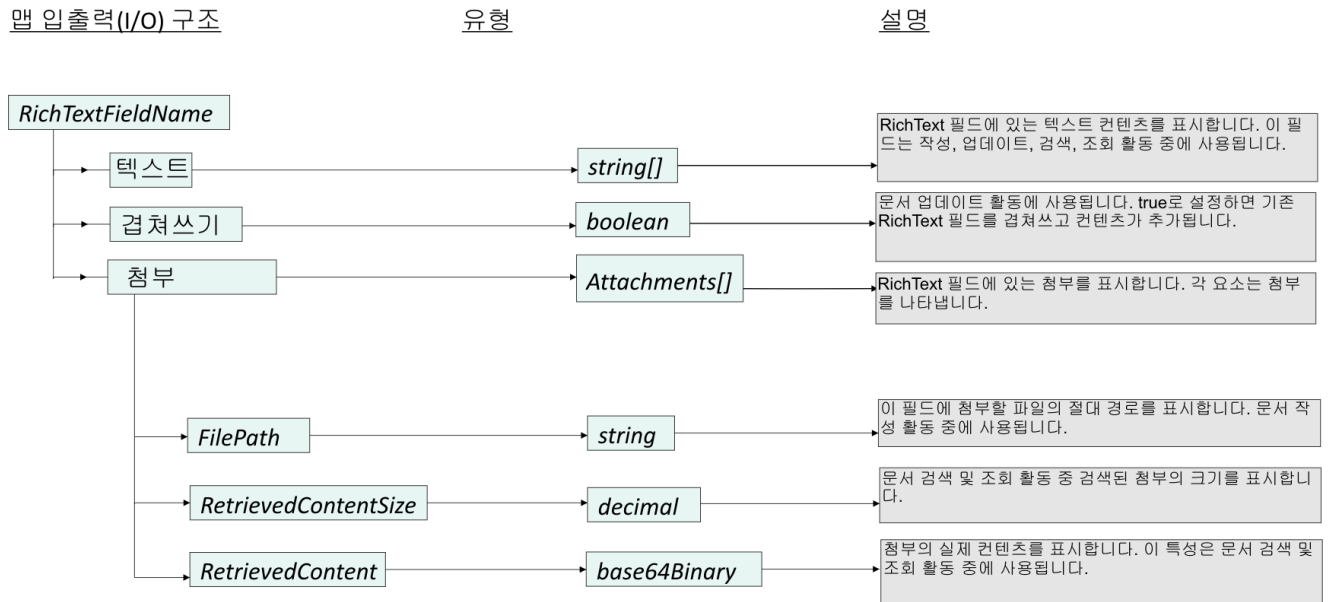 맵 입출력(I/O) 구조 유형 설명
RichTextFieldName
텍스트 string[] RichText 필드에 있는 텍스트 컨텐츠를 표시합니다. 이 필
드는 작성, 업데이트, 검색, 조회 활동 중에 사용됩니다.
겹쳐쓰기 boolean 문서 업데이트 활동에 사용됩니다. true로 설정하면 기존
RichText 필드를 겹쳐쓰고 컨텐츠가 추가됩니다.
첨부 Attachments[] RichText 필드에 있는 첨부를 표시합니다. 각 요소는 첨부
를 나타냅니다.
FilePath string 이 필드에 첨부할 파일의 절대 경로를 표시합니다. 문서 작
성 활동 중에 사용됩니다.
RetrievedContentSize decimal 문서 검색 및 조회 활동 중 검색된 첨부의 크기를 표시합니
다.
RetrievedContent base64Binary 첨부의 실제 컨텐츠를 표시합니다. 이 특성은 문서 검색 및
조회 활동 중에 사용됩니다.